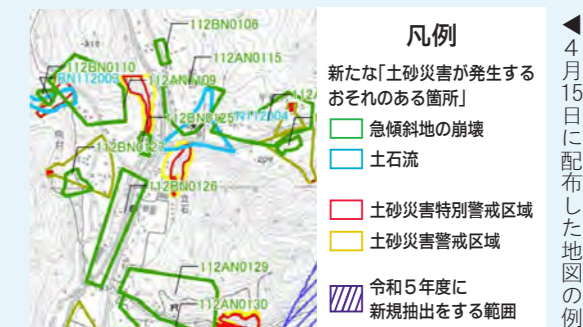 ◀4月15日に配布した地図の例
凡例
新たな「土砂災害が発生する
おそれのある箇所」
急傾斜地の崩壊
土石流
土砂災害特別警戒区域
土砂災害警戒区域
令和5年度に
新規抽出をする範囲
112BN0106
112AN0115
112BN0110
112AN0109
112BN0125
112BN0127
112BN0126
112AN0129
112AN0130